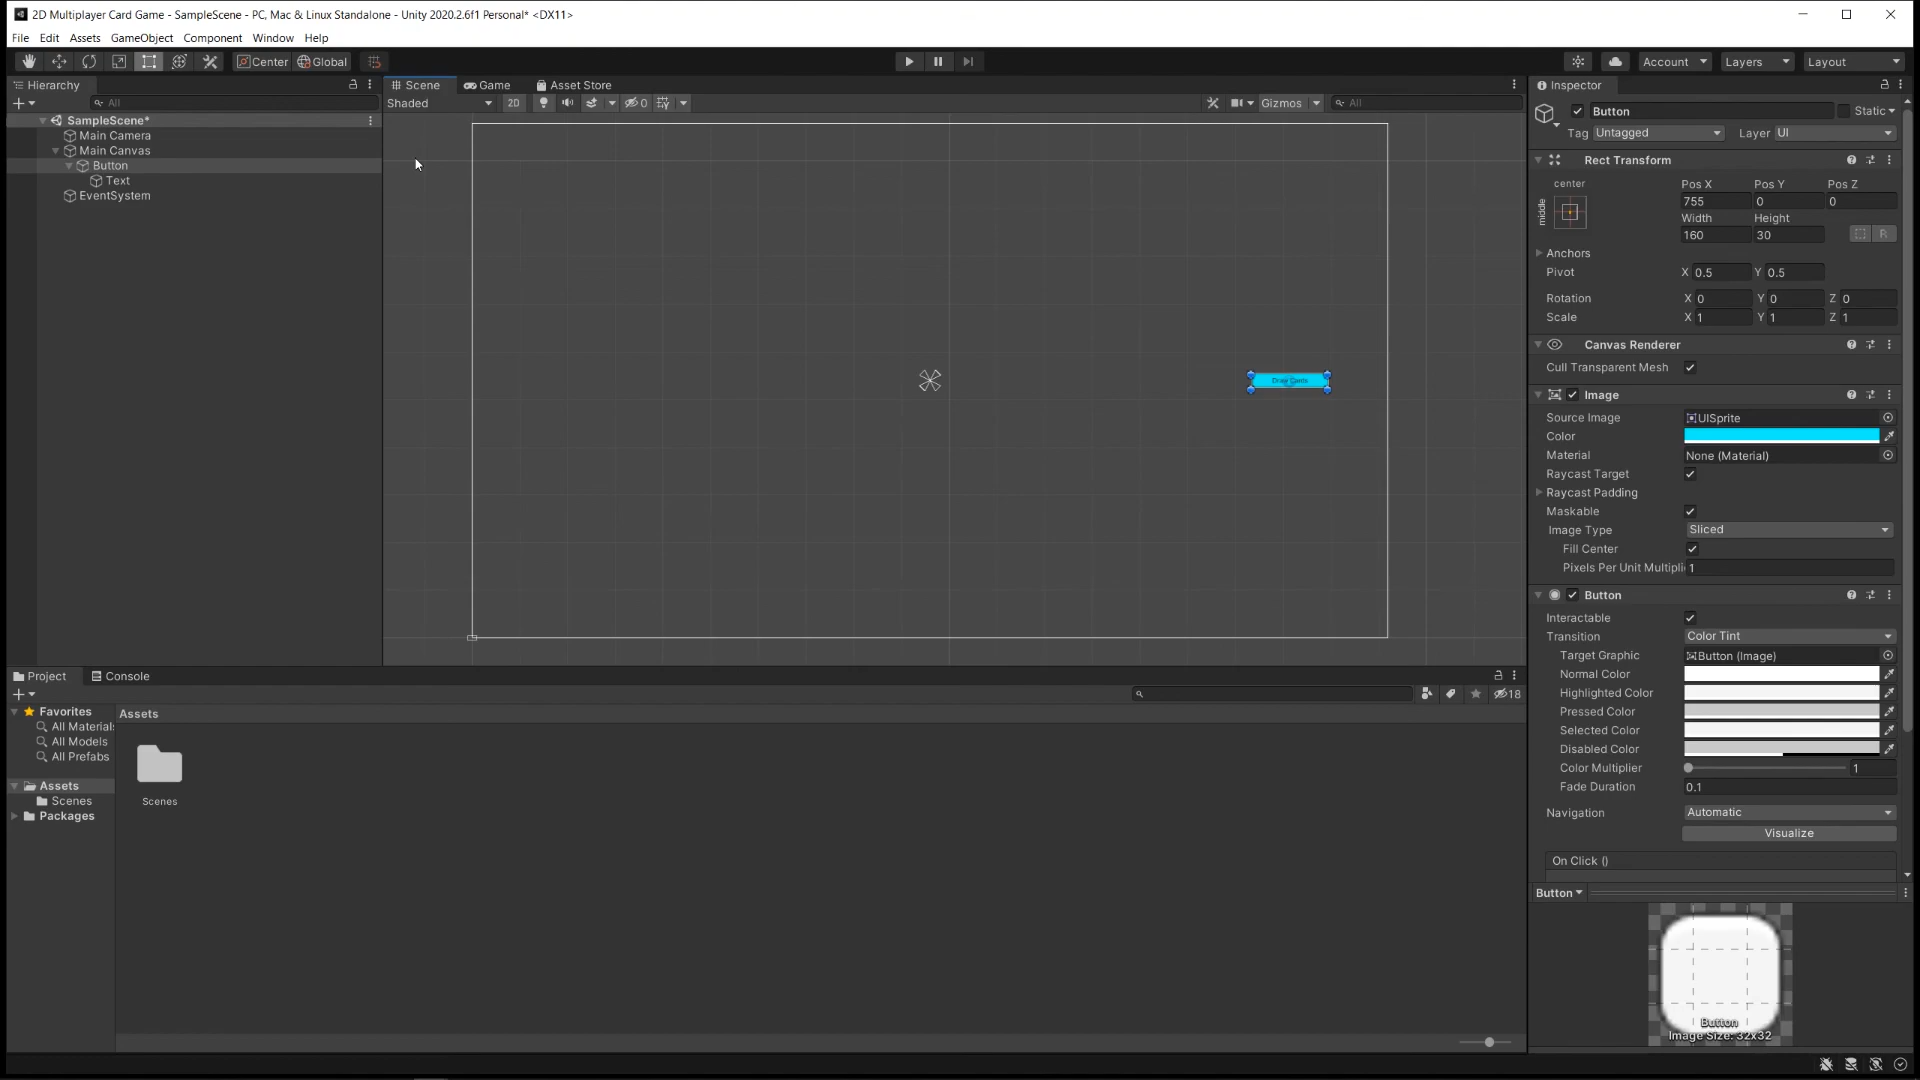 2D Multiplayer Card Game - SampleScene - PC, Mac & Linux Standalone - Unity 2020.2.6f1 Personal* <DX11>
File Edit Assets GameObject Component Window Help
Center Global
Account Layers Layout
Hierarchy
All
SampleScene*
Main Camera
Main Canvas
Button
Text
EventSystem
Scene Game Asset Store
Shaded 2D 0 Gizmos All
Draw Cards
Inspector
Button Static
Tag Untagged Layer UI
Rect Transform
center
middle
Pos X Pos Y Pos Z
755 0 0
Width Height
160 30 R
Anchors
Pivot X 0.5 Y 0.5
Rotation X 0 Y 0 Z 0
Scale X 1 Y 1 Z 1
Canvas Renderer
Cull Transparent Mesh
Image
Source Image UISprite
Color
Material None (Material)
Raycast Target
Raycast Padding
Maskable
Image Type Sliced
Fill Center
Pixels Per Unit Multipli 1
Button
Interactable
Transition Color Tint
Target Graphic Button (Image)
Normal Color
Highlighted Color
Pressed Color
Selected Color
Disabled Color
Color Multiplier 1
Fade Duration 0.1
Navigation Automatic
Visualize
On Click ()
Button
Button
Image Size: 32x32
Project Console
18
Favorites
All Materials
All Models
All Prefabs
Assets
Scenes
Packages
Assets
Scenes